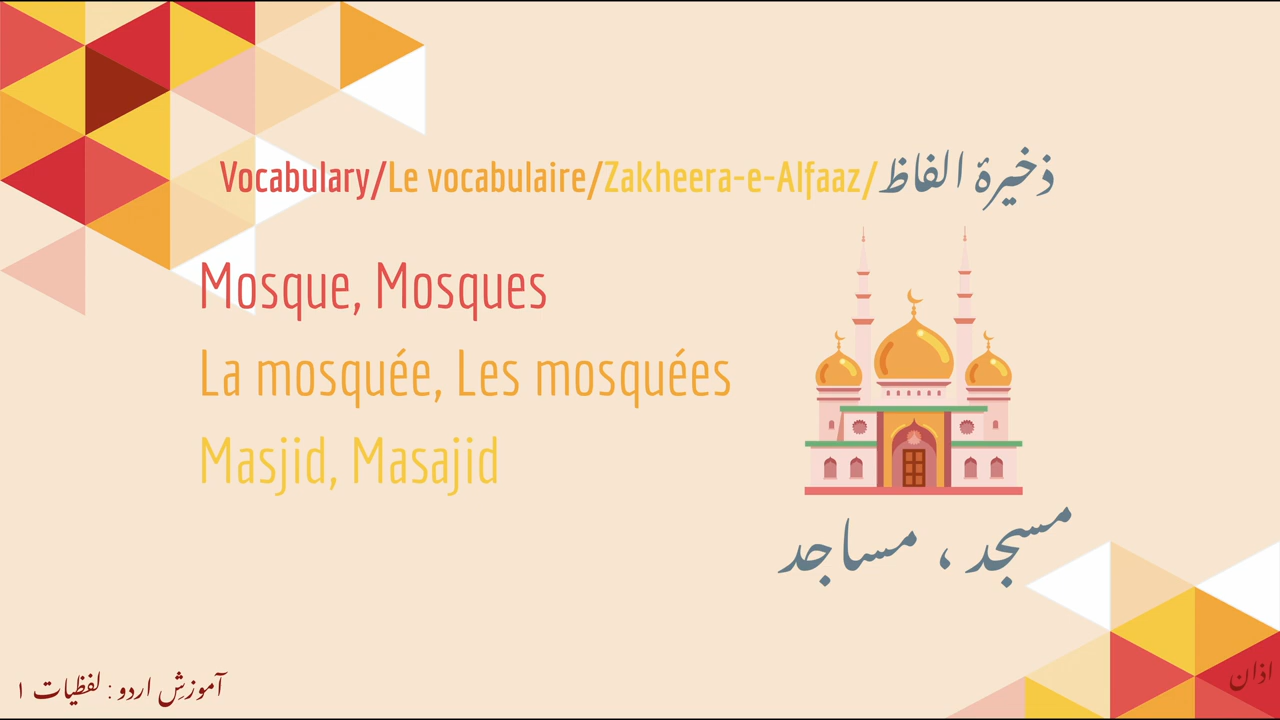 Vocabulary/Le vocabulaire/Zakheera-e-Alfaaz/ذخیرۂ الفاظ
Mosque, Mosques
La mosquée, Les mosquées
Masjid, Masajid
مسجد ، مساجد
آموزشِ اردو : لفظیات ۱
اذان